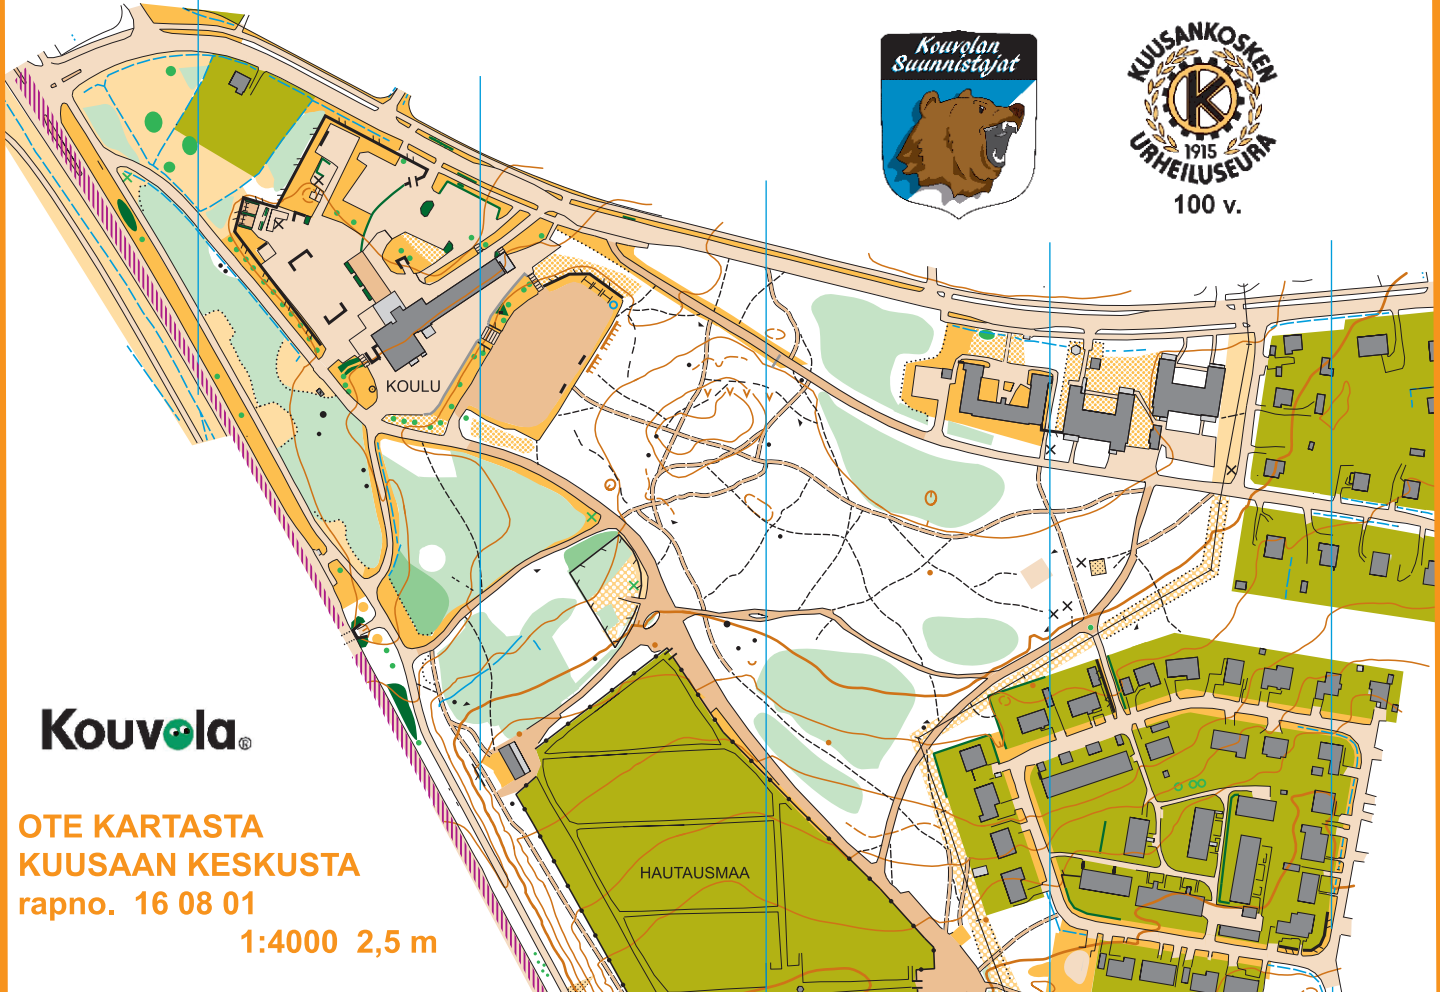 Kouvolan
Suunnistajat
KUUSANKOSKEN
K
1915
URHEILUSEURA
100 v.
KOULU
Kouvola®
OTE KARTASTA
KUUSAAN KESKUSTA
rapno. 16 08 01
1:4000 2,5 m
HAUTAUSMAA